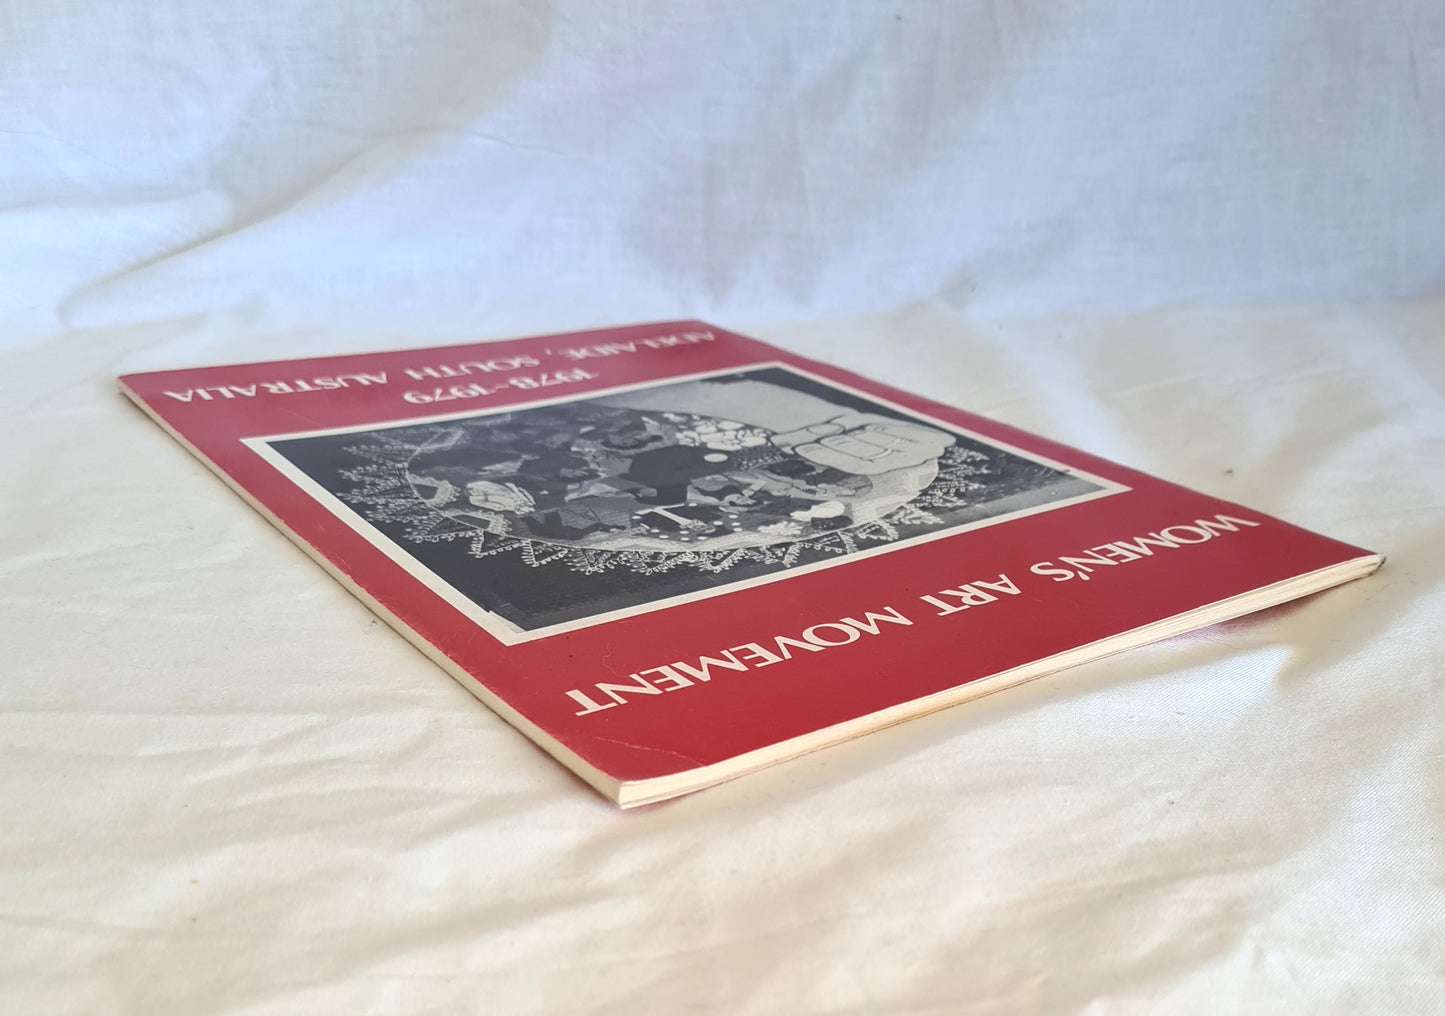 WOMEN'S ART MOVEMENT
1978~1979
ADELAIDE, SOUTH AUSTRALIA